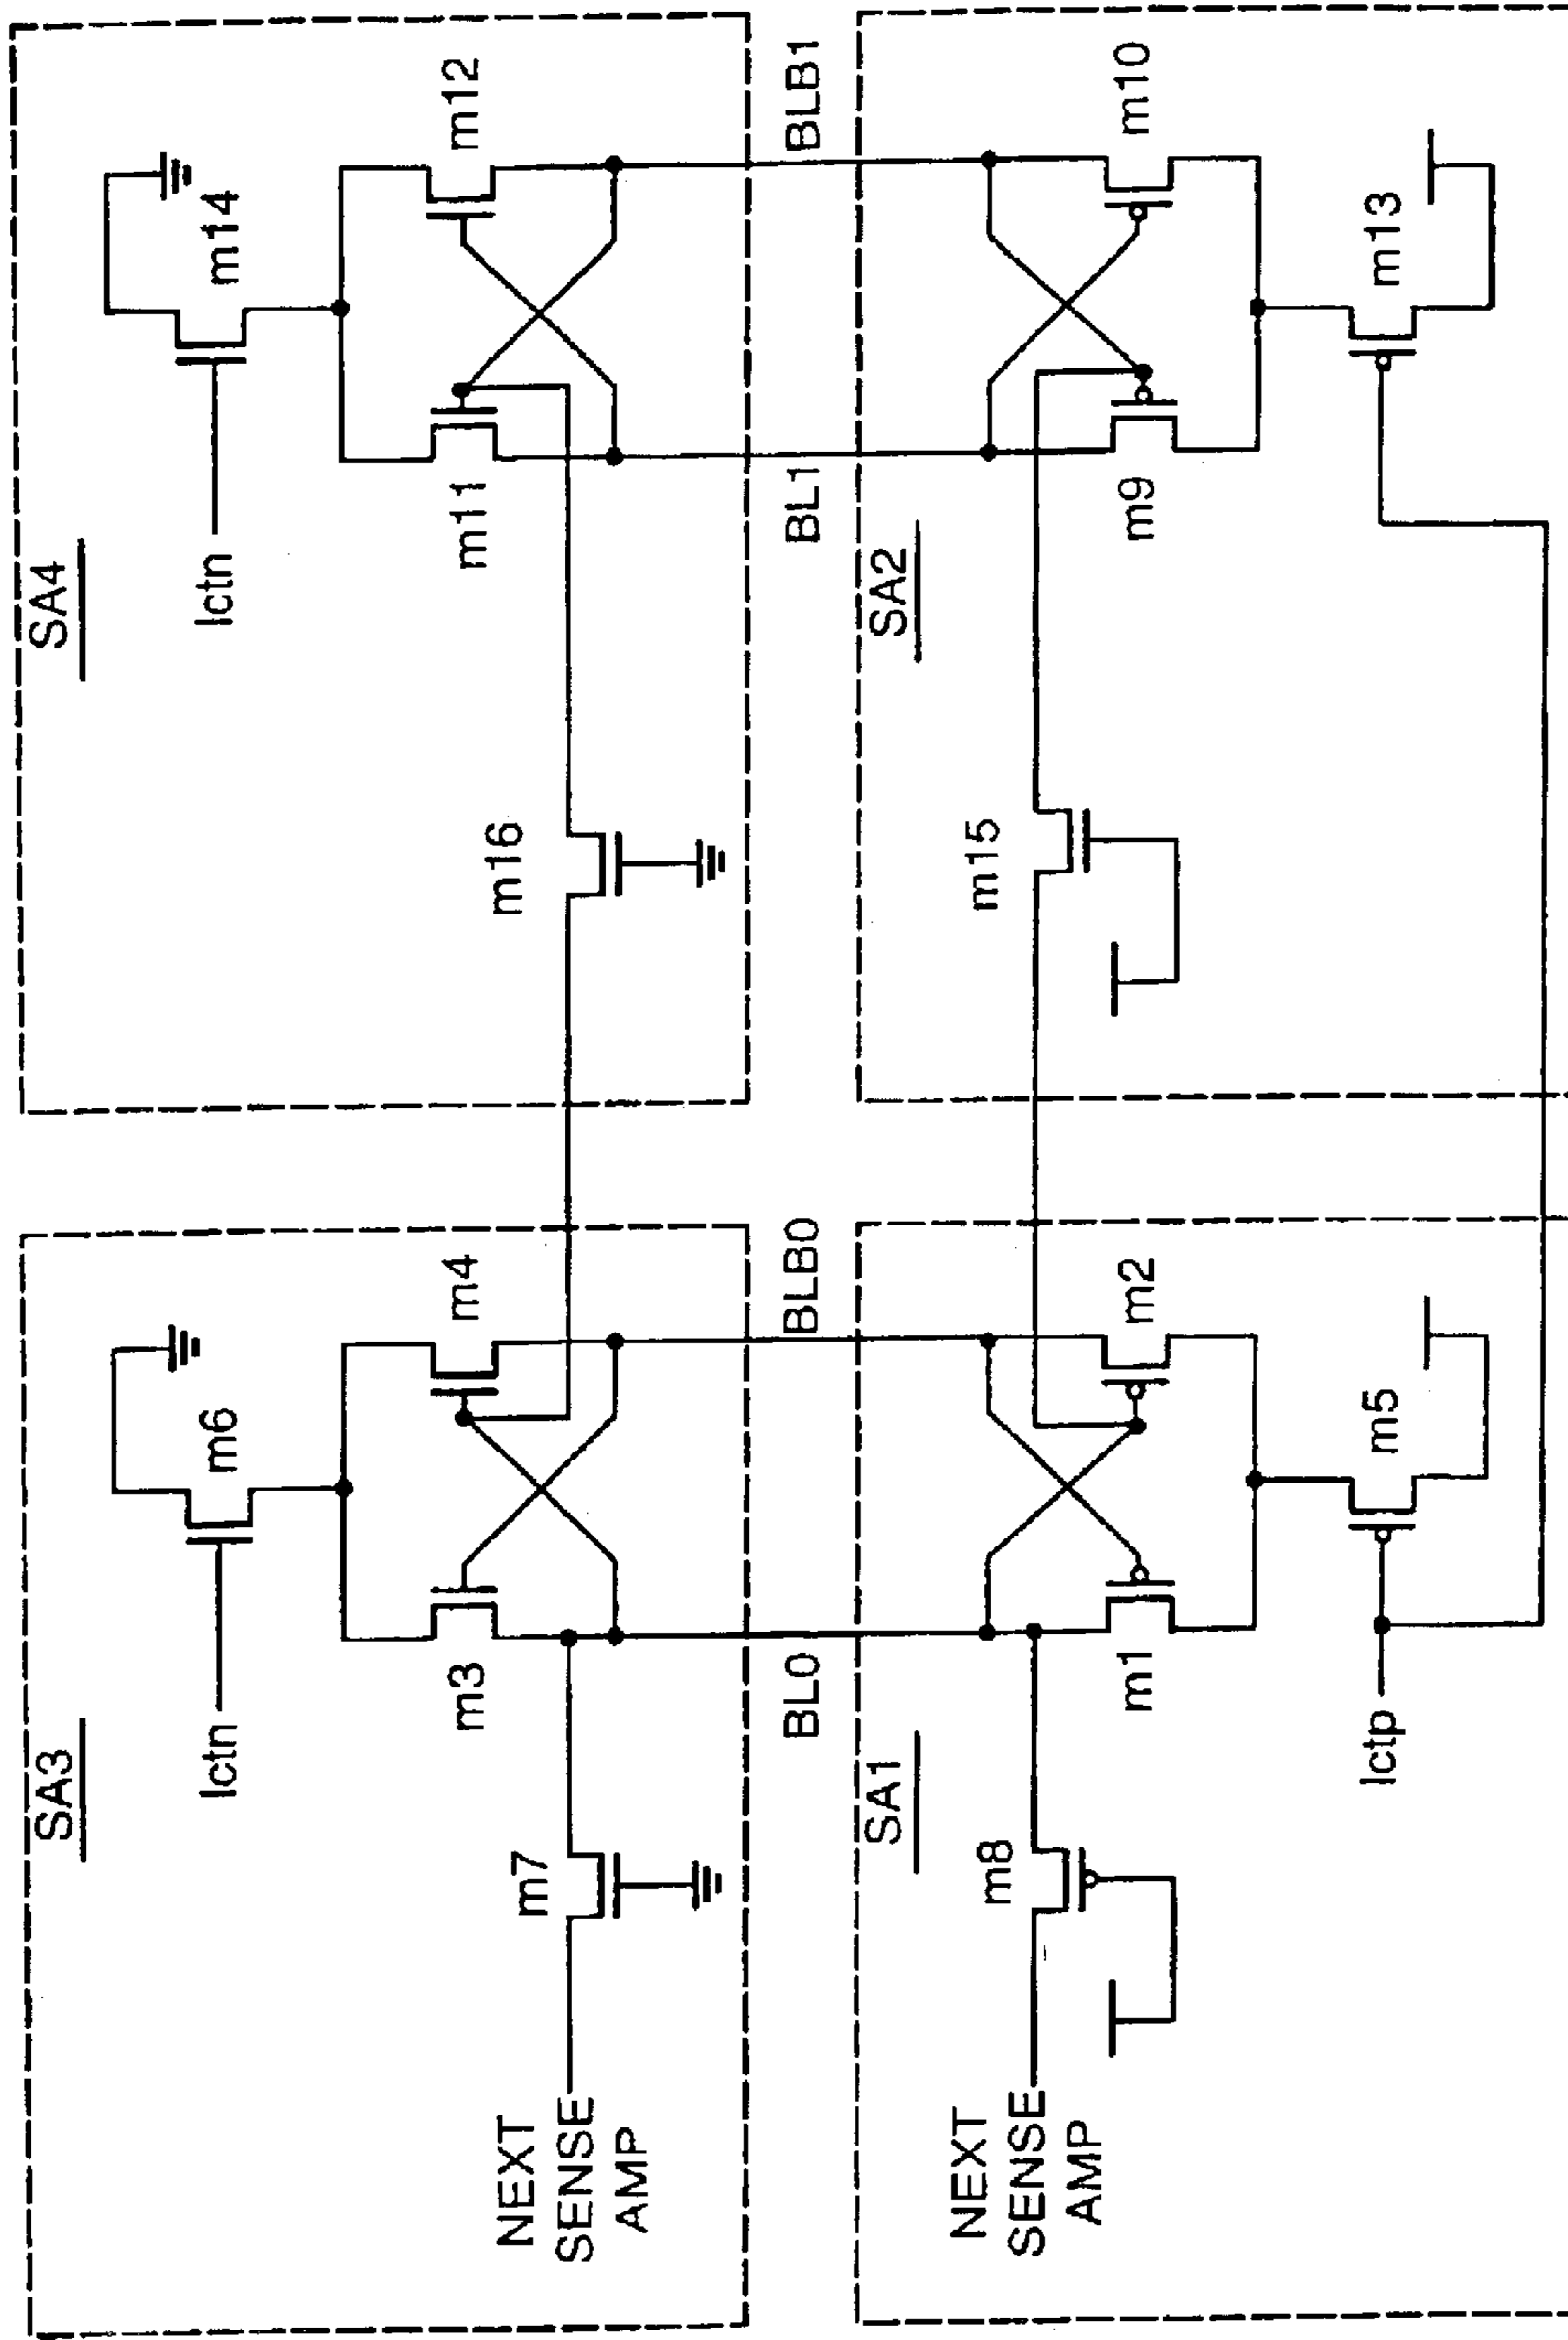 SA3
SA4
lctn
m6
lctn
m14
m3
m4
m11
m12
m7
m16
NEXT
SENSE
AMP
BL0
BLB0
BL1
BLB1
SA1
SA2
m8
m15
NEXT
SENSE
AMP
m1
m2
m9
m10
lctp
m5
m13